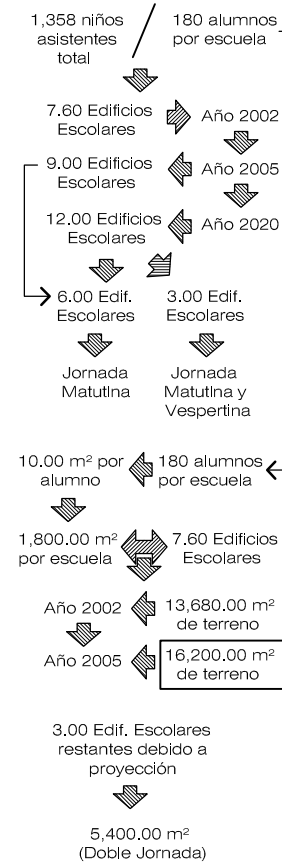 1,358 niños
asistentes
total
180 alumnos
por escuela
7.60 Edificios
Escolares
Año 2002
9.00 Edificios
Escolares
Año 2005
12.00 Edificios
Escolares
Año 2020
6.00 Edif.
Escolares
3.00 Edif.
Escolares
Jornada
Matutina
Jornada
Matutina y
Vespertina
10.00 m² por
alumno
180 alumnos
por escuela
1,800.00 m²
por escuela
7.60 Edificios
Escolares
Año 2002
13,680.00 m²
de terreno
Año 2005
16,200.00 m²
de terreno
3.00 Edif. Escolares
restantes debido a
proyección
5,400.00 m²
(Doble Jornada)